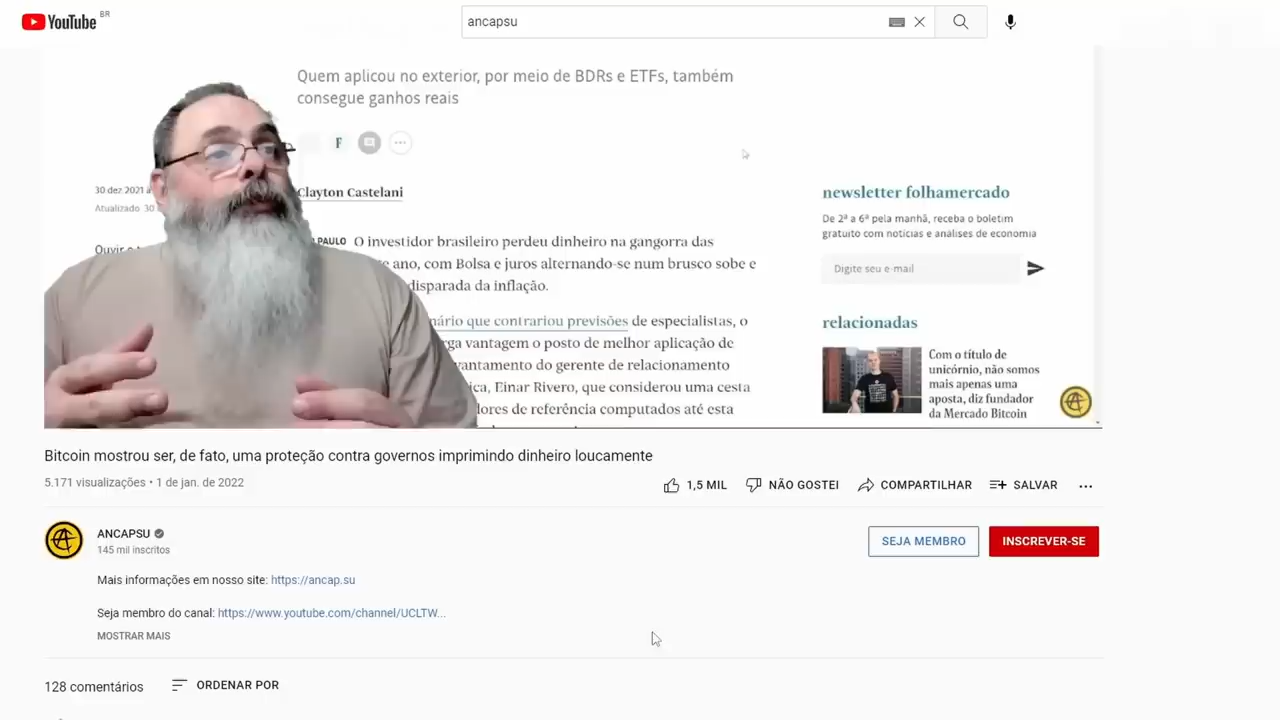 YouTube BR
ancapsu
Quem aplicou no exterior, por meio de BDRs e ETFs, também
consegue ganhos reais
F
30 dez 2021 à
Atualizado 30
Clayton Castelani
Ouvir o
PAULO O investidor brasileiro perdeu dinheiro na gangorra das
e ano, com Bolsa e juros alternando-se num brusco sobe e
disparada da inflação.
nário que contrariou previsões de especialistas, o
rga vantagem o posto de melhor aplicação de
vantamento do gerente de relacionamento
ica, Einar Rivero, que considerou uma cesta
dores de referência computados até esta
newsletter folhamercado
De 2ª a 6ª pela manhã, receba o boletim
gratuito com notícias e análises de economia
Digite seu e-mail
relacionadas
Com o título de
unicórnio, não somos
mais apenas uma
aposta, diz fundador
da Mercado Bitcoin
Bitcoin mostrou ser, de fato, uma proteção contra governos imprimindo dinheiro loucamente
5.171 visualizações • 1 de jan. de 2022
1,5 MIL
NÃO GOSTEI
COMPARTILHAR
SALVAR
ANCAPSU
145 mil inscritos
SEJA MEMBRO
INSCREVER-SE
Mais informações em nosso site: https://ancap.su
Seja membro do canal: https://www.youtube.com/channel/UCLTW...
MOSTRAR MAIS
128 comentários
ORDENAR POR